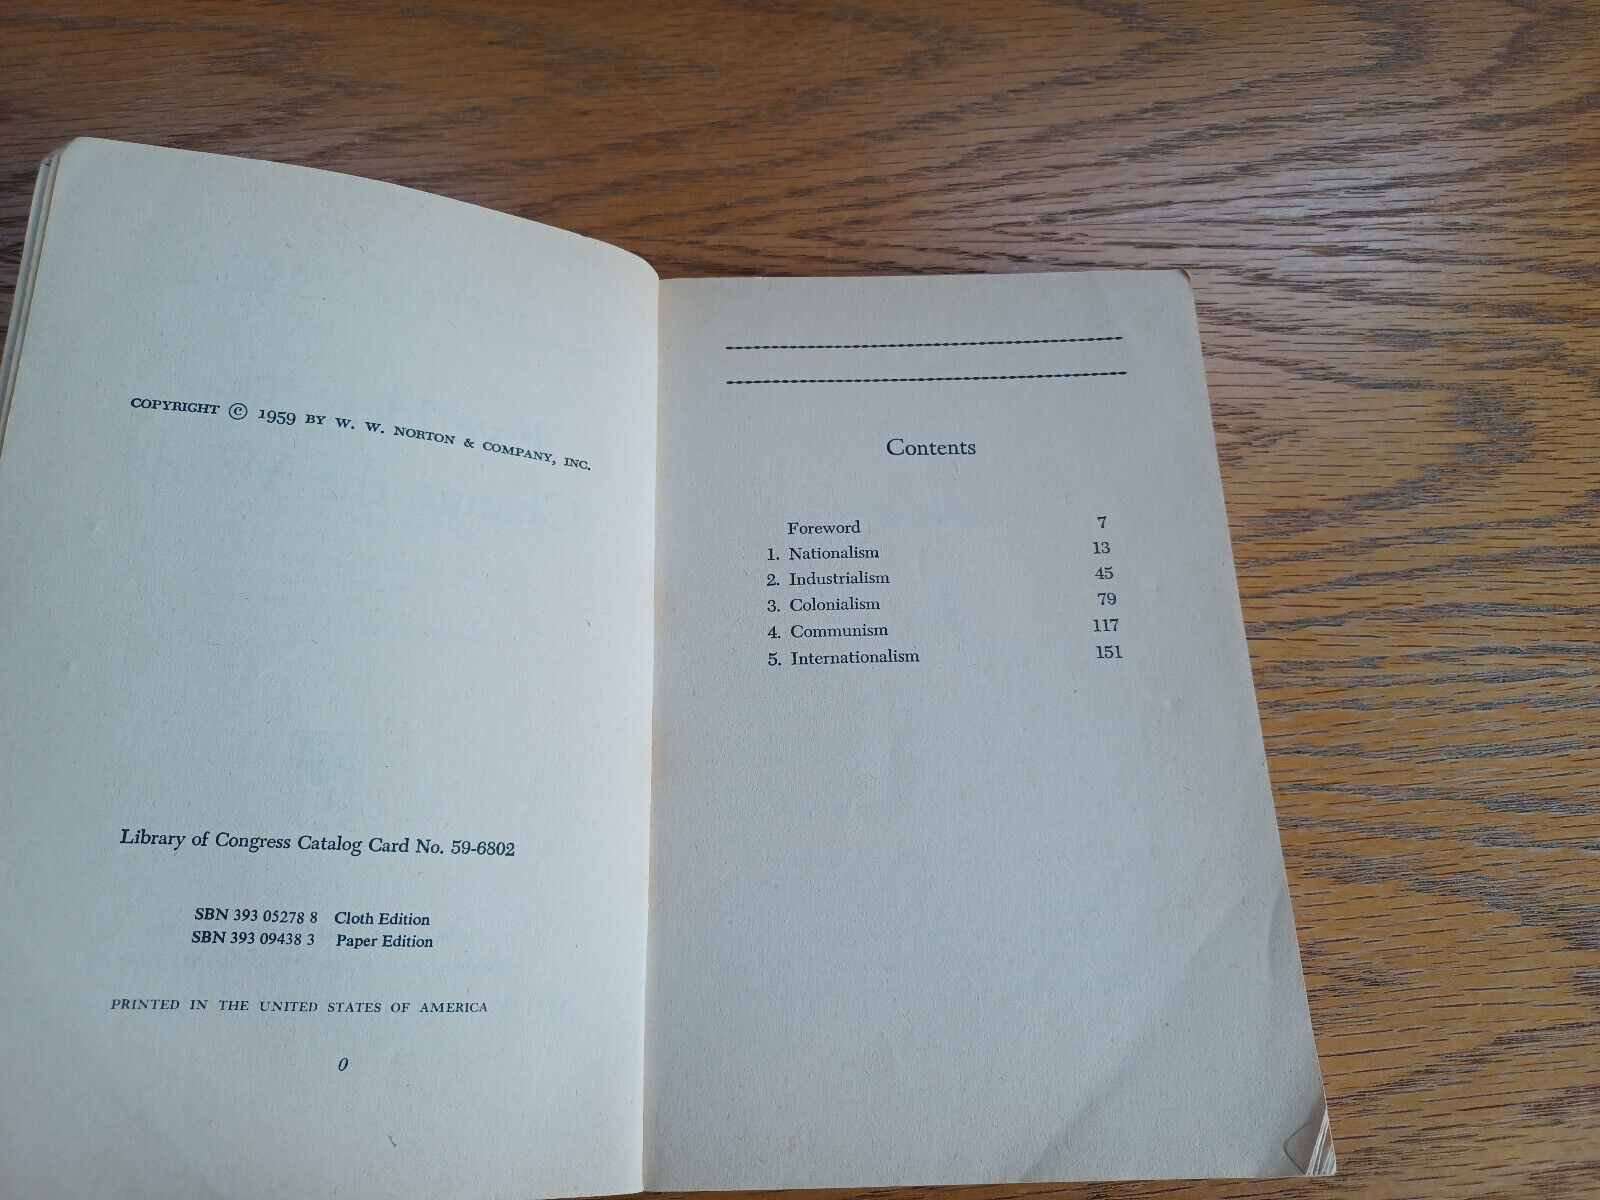 COPYRIGHT © 1959 BY W. W. NORTON & COMPANY, INC.
Library of Congress Catalog Card No. 59-6802
SBN 393 05278 8 Cloth Edition
SBN 393 09438 3 Paper Edition
PRINTED IN THE UNITED STATES OF AMERICA
0
Contents
Foreword 7
1. Nationalism 13
2. Industrialism 45
3. Colonialism 79
4. Communism 117
5. Internationalism 151